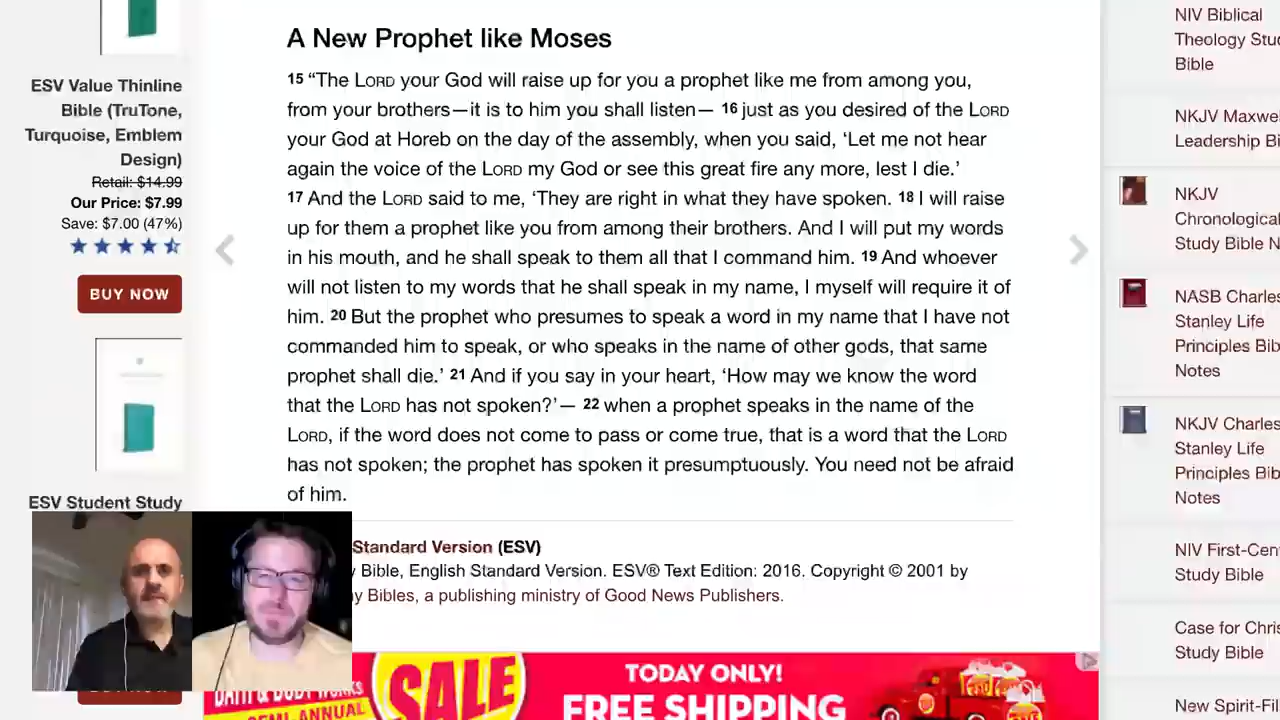 ESV Value Thinline
Bible (TruTone,
Turquoise, Emblem
Design)
Retail: $14.99
Our Price: $7.99
Save: $7.00 (47%)
BUY NOW
ESV Student Study
A New Prophet like Moses
15 “The LORD your God will raise up for you a prophet like me from among you,
from your brothers—it is to him you shall listen— 16 just as you desired of the LORD
your God at Horeb on the day of the assembly, when you said, ‘Let me not hear
again the voice of the LORD my God or see this great fire any more, lest I die.’
17 And the LORD said to me, ‘They are right in what they have spoken. 18 I will raise
up for them a prophet like you from among their brothers. And I will put my words
in his mouth, and he shall speak to them all that I command him. 19 And whoever
will not listen to my words that he shall speak in my name, I myself will require it of
him. 20 But the prophet who presumes to speak a word in my name that I have not
commanded him to speak, or who speaks in the name of other gods, that same
prophet shall die.’ 21 And if you say in your heart, ‘How may we know the word
that the LORD has not spoken?’— 22 when a prophet speaks in the name of the
LORD, if the word does not come to pass or come true, that is a word that the LORD
has not spoken; the prophet has spoken it presumptuously. You need not be afraid
of him.
Standard Version (ESV)
y Bible, English Standard Version. ESV® Text Edition: 2016. Copyright © 2001 by
ay Bibles, a publishing ministry of Good News Publishers.
BATH & BODY WORKS
SEMI-ANNUAL
SALE
TODAY ONLY!
FREE SHIPPING
NIV Biblical
Theology Stud
Bible
NKJV Maxwe
Leadership Bi
NKJV
Chronologica
Study Bible N
NASB Charles
Stanley Life
Principles Bib
Notes
NKJV Charles
Stanley Life
Principles Bib
Notes
NIV First-Cen
Study Bible
Case for Chris
Study Bible
New Spirit-Fil